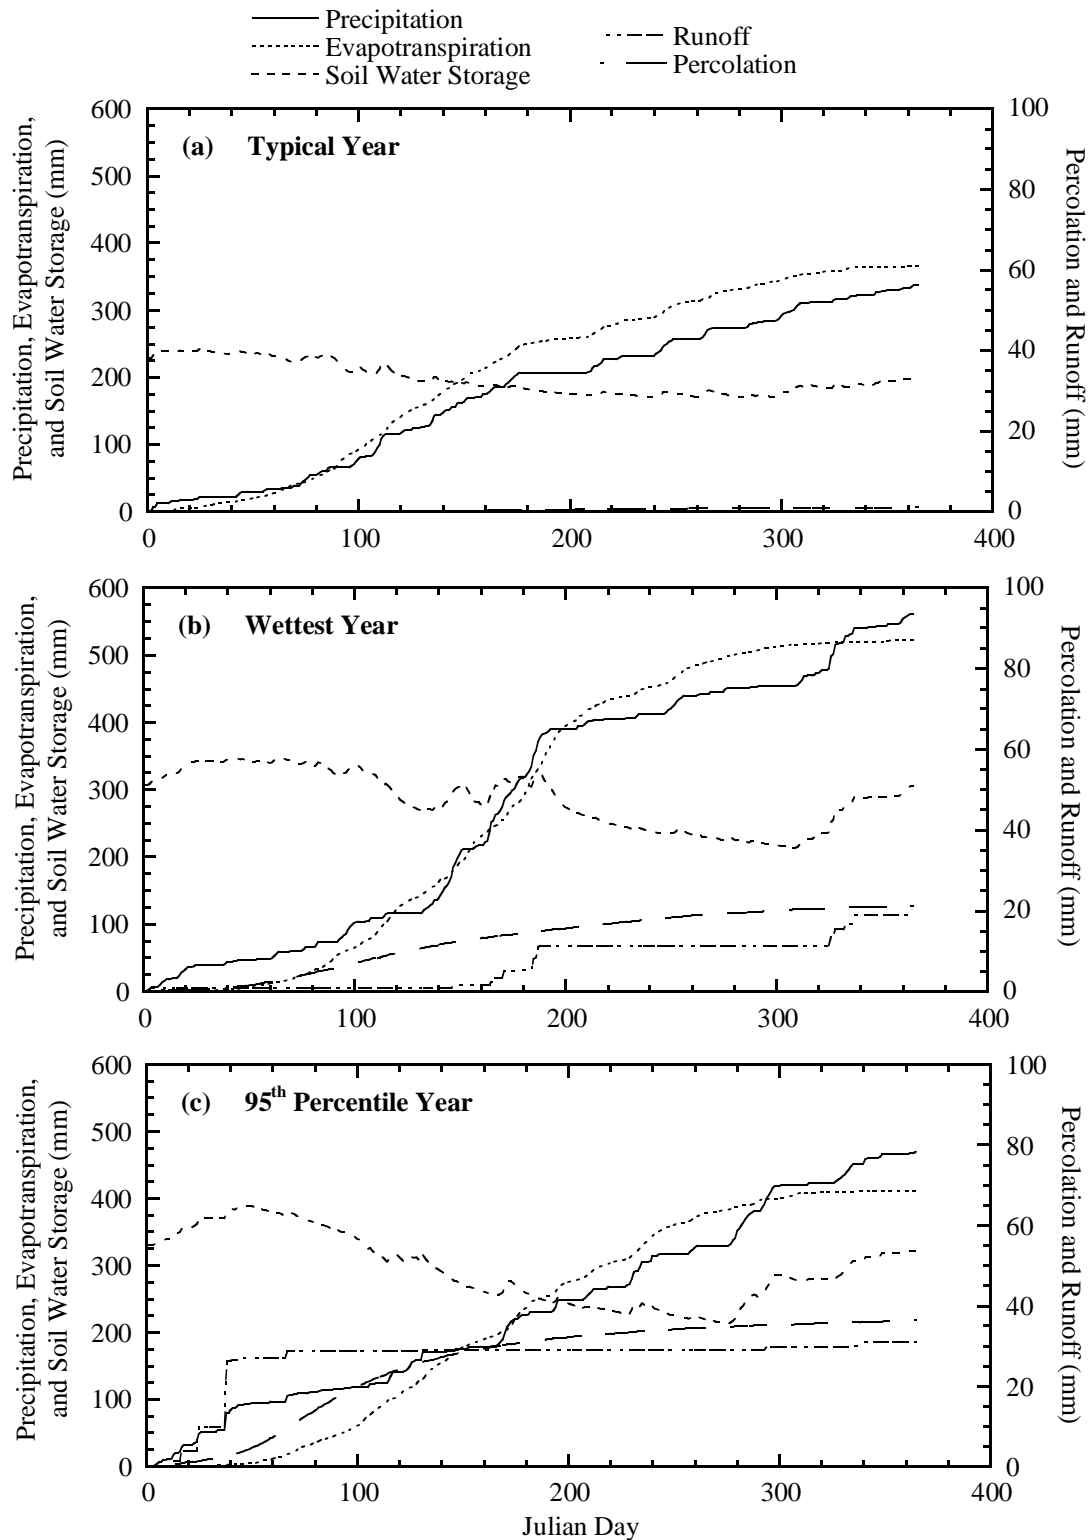 Precipitation
Evapotranspiration
Soil Water Storage
Runoff
Percolation
Precipitation, Evapotranspiration,
and Soil Water Storage (mm)
600
500
400
300
200
100
0
(a) Typical Year
100
80
60
40
20
0
Percolation and Runoff (mm)
0 100 200 300 400
Precipitation, Evapotranspiration,
and Soil Water Storage (mm)
600
500
400
300
200
100
0
(b) Wettest Year
100
80
60
40
20
0
Percolation and Runoff (mm)
0 100 200 300 400
Precipitation, Evapotranspiration,
and Soil Water Storage (mm)
600
500
400
300
200
100
0
(c) 95th Percentile Year
100
80
60
40
20
0
Percolation and Runoff (mm)
0 100 200 300 400
Julian Day